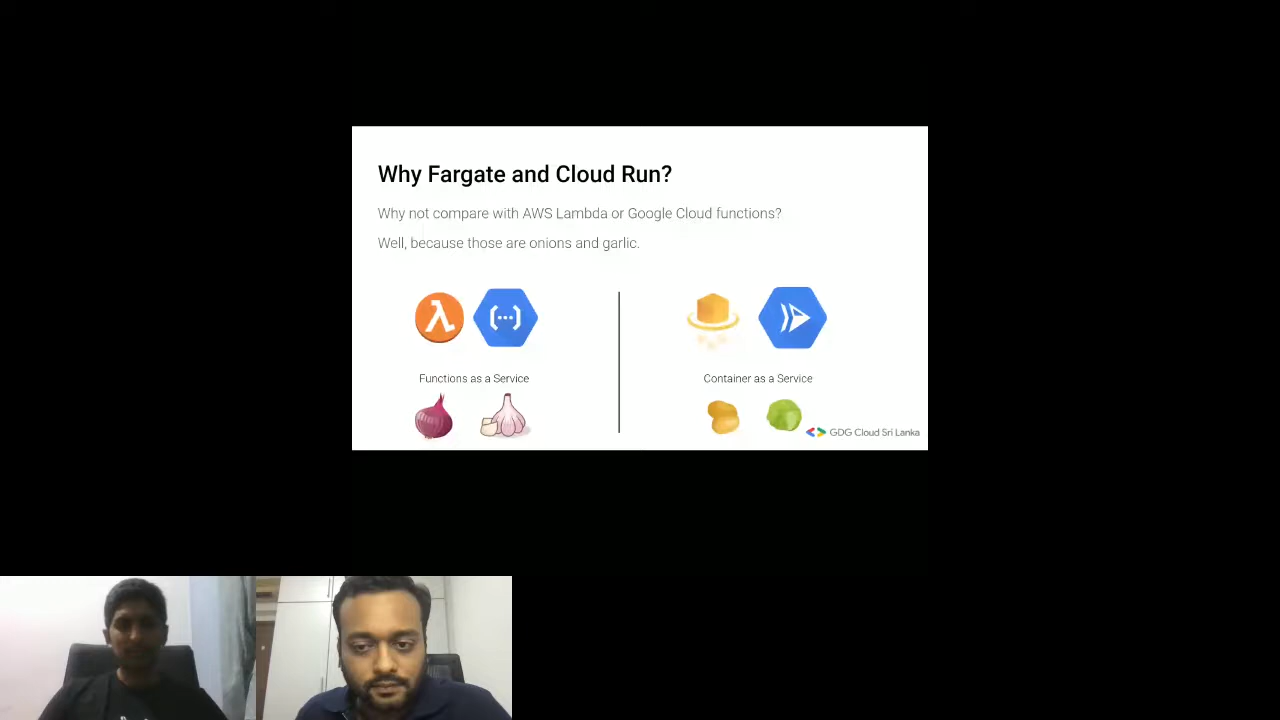 Why Fargate and Cloud Run?
Why not compare with AWS Lambda or Google Cloud functions?
Well, because those are onions and garlic.
Functions as a Service
Container as a Service
GDG Cloud Sri Lanka